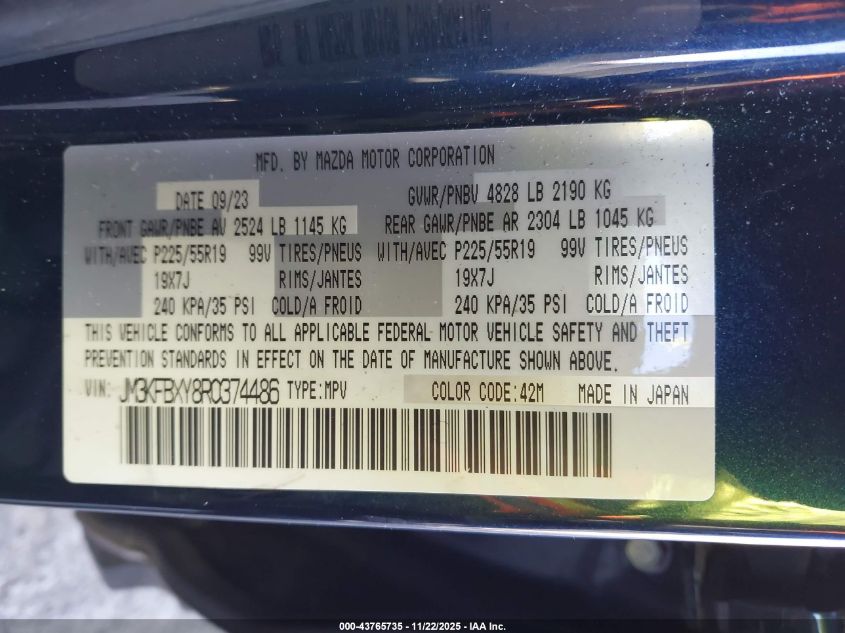 MFD. BY MAZDA MOTOR CORPORATION
DATE 09/23 GVWR/PNBV 4828 LB 2190 KG
FRONT GAWR/PNBE AV 2524 LB 1145 KG REAR GAWR/PNBE AR 2304 LB 1045 KG
WITH/AVEC P225/55R19 99V TIRES/PNEUS WITH/AVEC P225/55R19 99V TIRES/PNEUS
19X7J RIMS/JANTES 19X7J RIMS/JANTES
240 KPA/35 PSI COLD/A FROID 240 KPA/35 PSI COLD/A FROID
THIS VEHICLE CONFORMS TO ALL APPLICABLE FEDERAL MOTOR VEHICLE SAFETY AND THEFT
PREVENTION STANDARDS IN EFFECT ON THE DATE OF MANUFACTURE SHOWN ABOVE.
VIN: JM3KFBXY8R0374486 TYPE:MPV COLOR CODE:42M MADE IN JAPAN
000-43765735 - 11/22/2025 - IAA Inc.